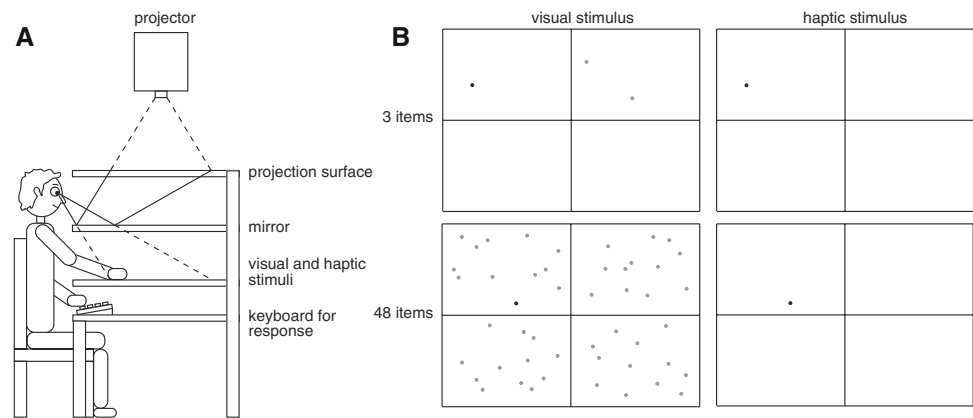 projector
A
projection surface
mirror
visual and haptic
stimuli
keyboard for
response
B
visual stimulus
haptic stimulus
3 items
48 items